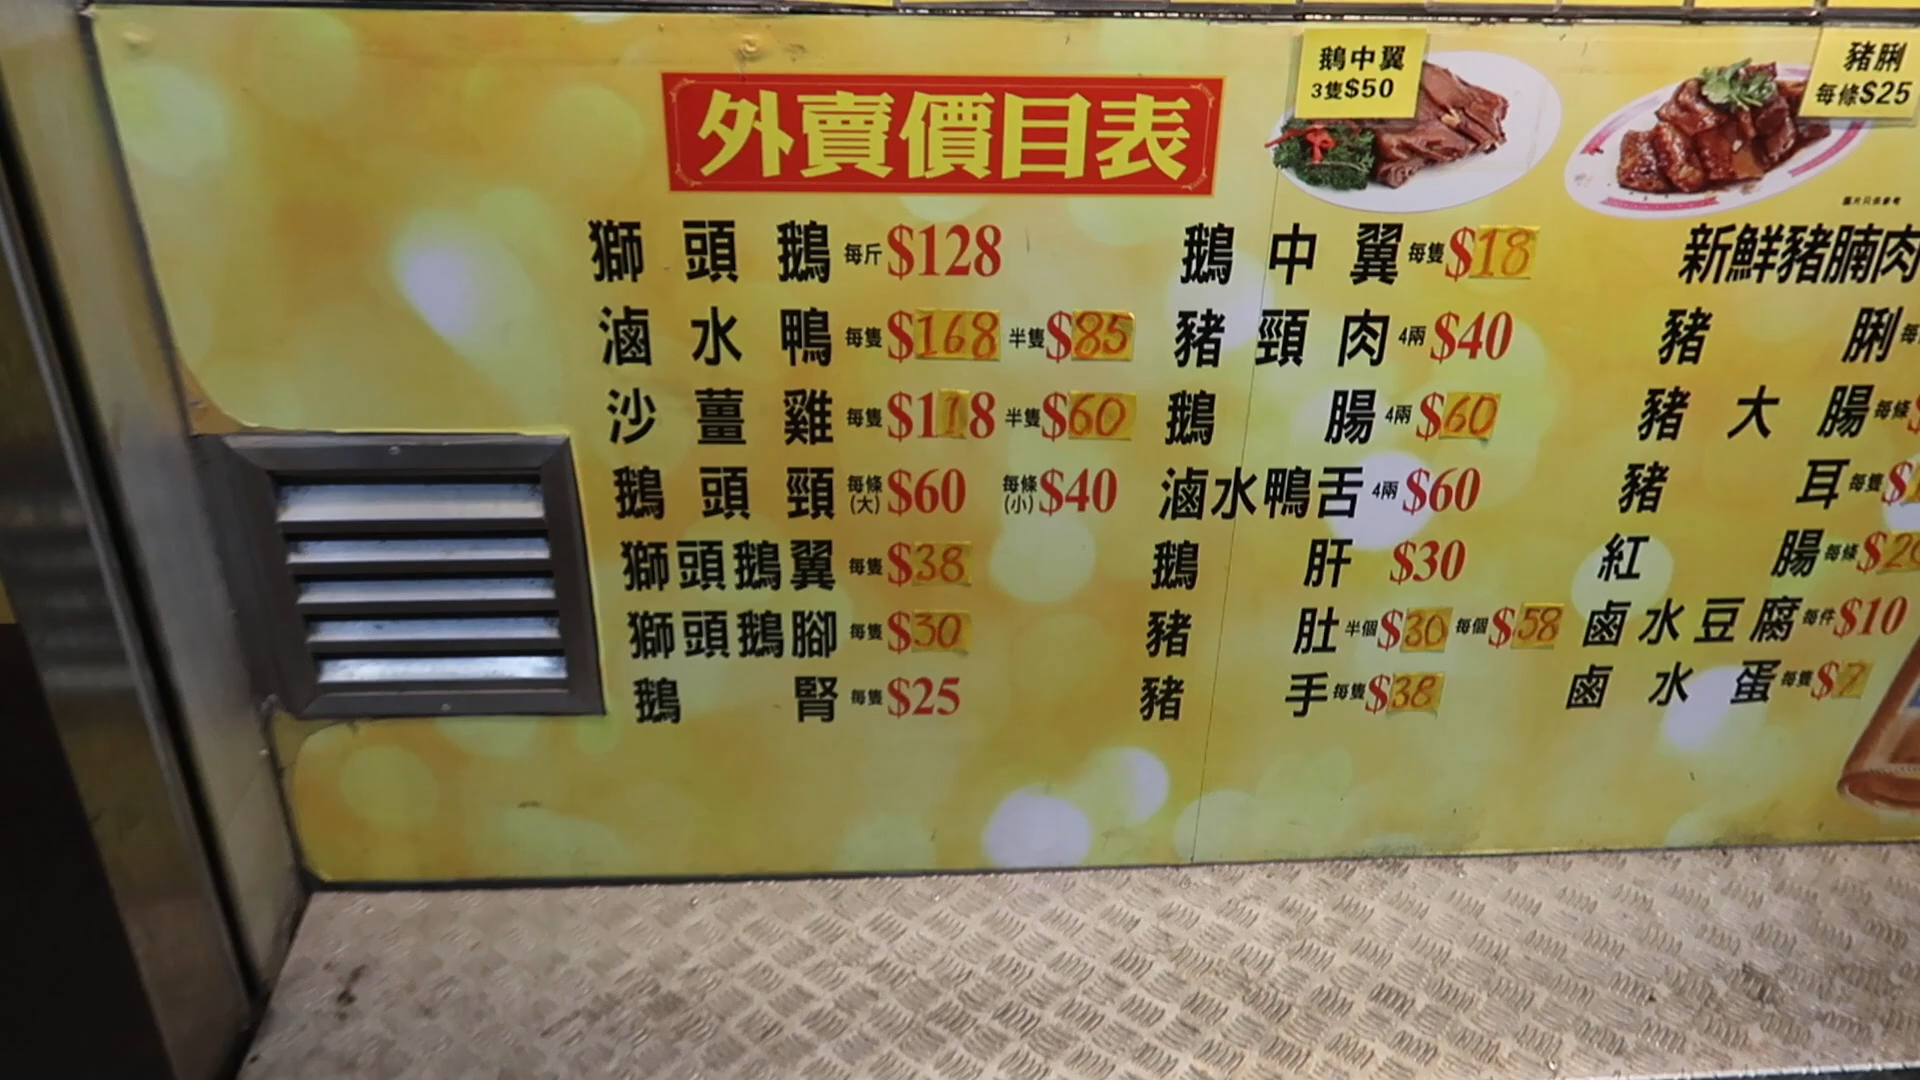 外賣價目表
鵝中翼
3隻$50
豬脷
每條$25
獅頭鵝 每斤 $128
滷水鴨 每隻 $168 半隻 $85
沙薑雞 每隻 $118 半隻 $60
鵝頭頸 每條(大) $60 每條(小) $40
獅頭鵝翼 每隻 $38
獅頭鵝腳 每隻 $30
鵝腎 每隻 $25
鵝中翼 每隻 $18
豬頸肉 4兩 $40
鵝腸 4兩 $60
滷水鴨舌 4兩 $60
鵝肝 $30
豬肚 半個 $30 每個 $58
豬手 每隻 $38
新鮮豬腩肉
豬脷 每
豬大腸 每條 $
豬耳 每隻 $
紅腸 每條 $20
鹵水豆腐 每件 $10
鹵水蛋 每隻 $7